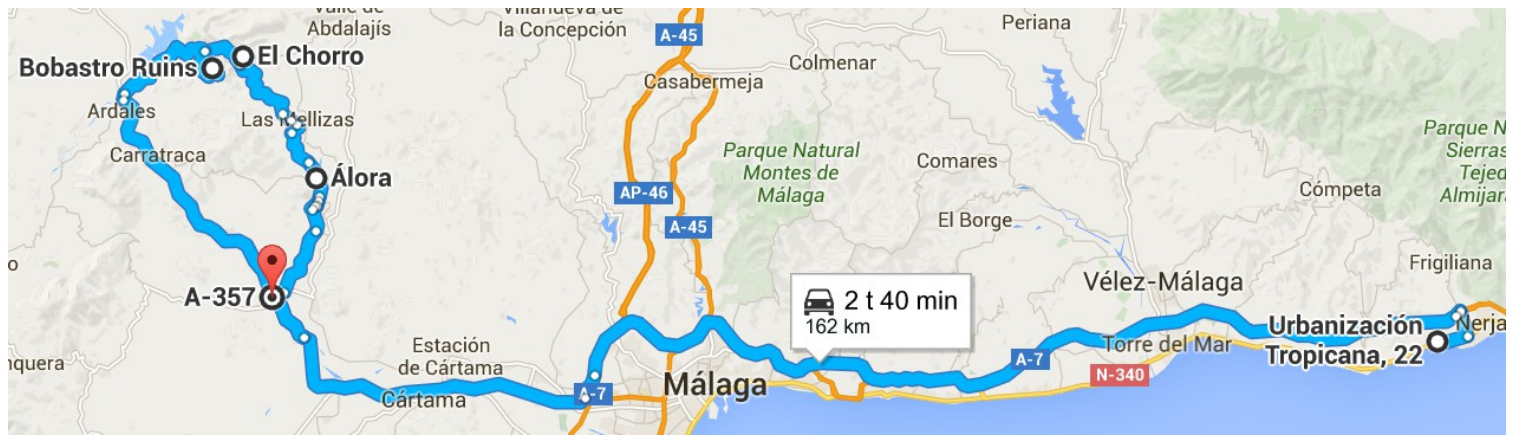 Valle de
Abdalajís
Villanueva de
la Concepción
A-45
Periana
Colmenar
Casabermeja
El Chorro
Bobastro Ruins
Ardales
Las Mellizas
Carratraca
Álora
Parque Natural
Montes de
Málaga
Comares
Parque N
Sierras
Tejed
Almijar
AP-46
A-45
Cómpeta
El Borge
o
A-357
2 t 40 min
162 km
Vélez-Málaga
Frigiliana
Urbanización
Tropicana, 22
Nerja
Torre del Mar
A-7
N-340
Estación
de Cártama
nquera
Cártama
A-7
Málaga